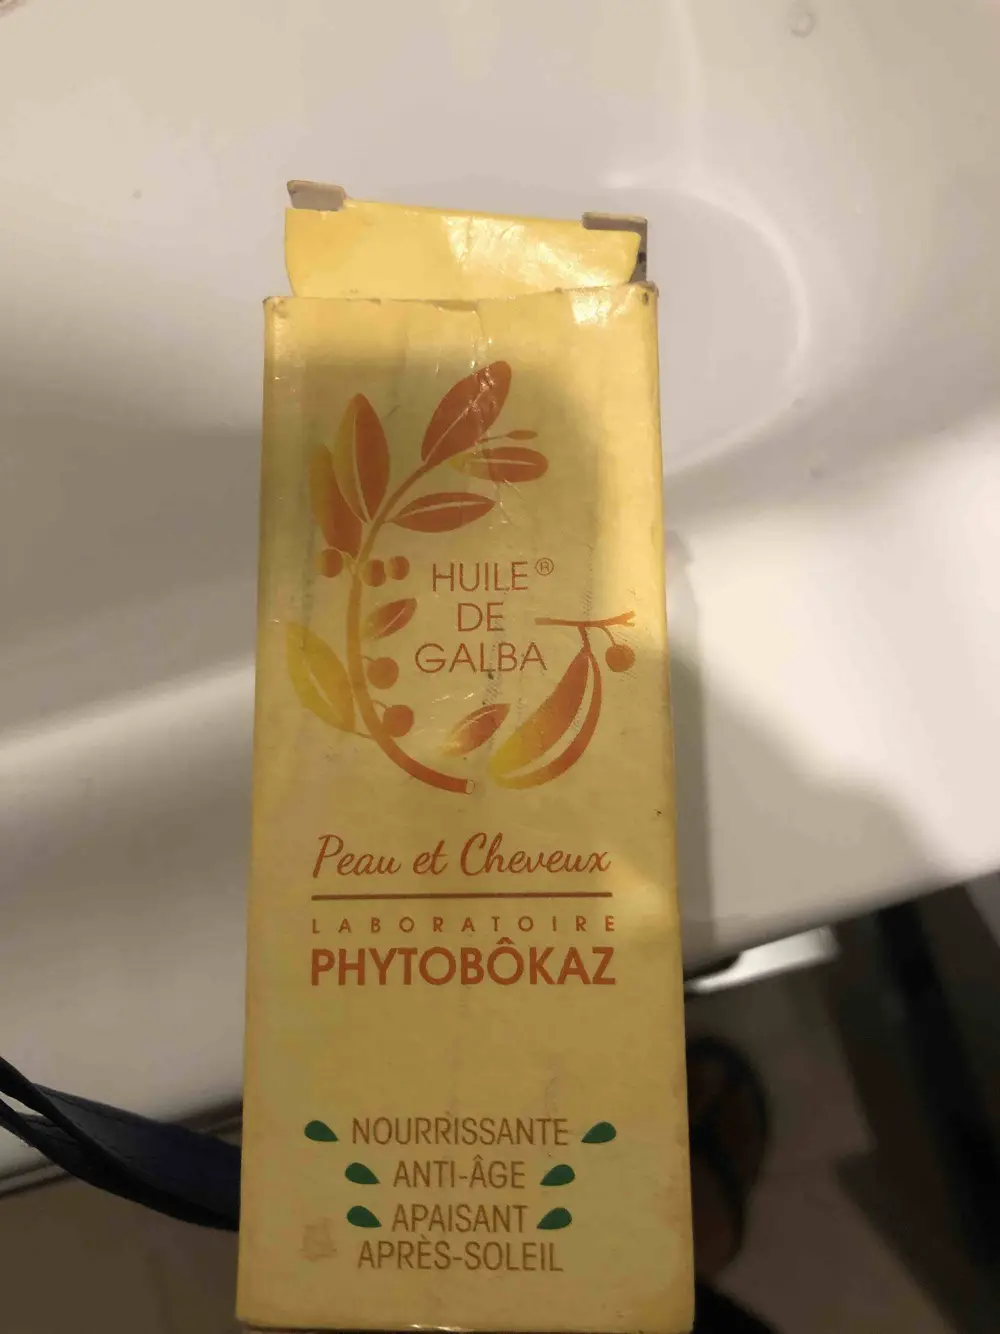 HUILE®
DE
GALBA
Peau et Cheveux
LABORATOIRE
PHYTOBÔKAZ
NOURRISSANTE
ANTI-ÂGE
APAISANT
APRÈS-SOLEIL